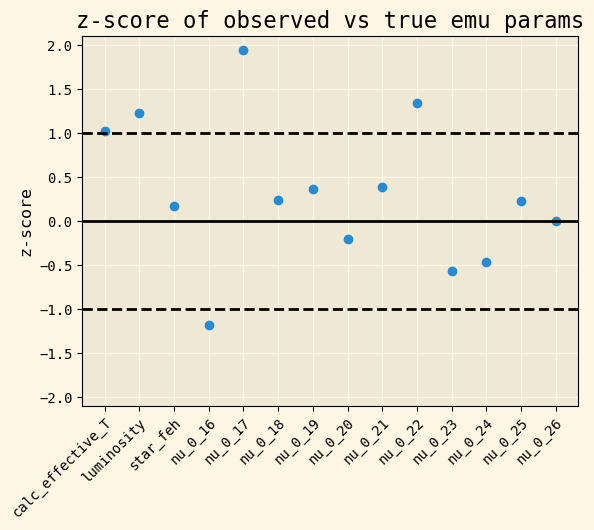 z-score of observed vs true emu params
z-score
2.0
1.5
1.0
0.5
0.0
−0.5
−1.0
−1.5
−2.0
calc_effective_T
luminosity
star_feh
nu_0_16
nu_0_17
nu_0_18
nu_0_19
nu_0_20
nu_0_21
nu_0_22
nu_0_23
nu_0_24
nu_0_25
nu_0_26